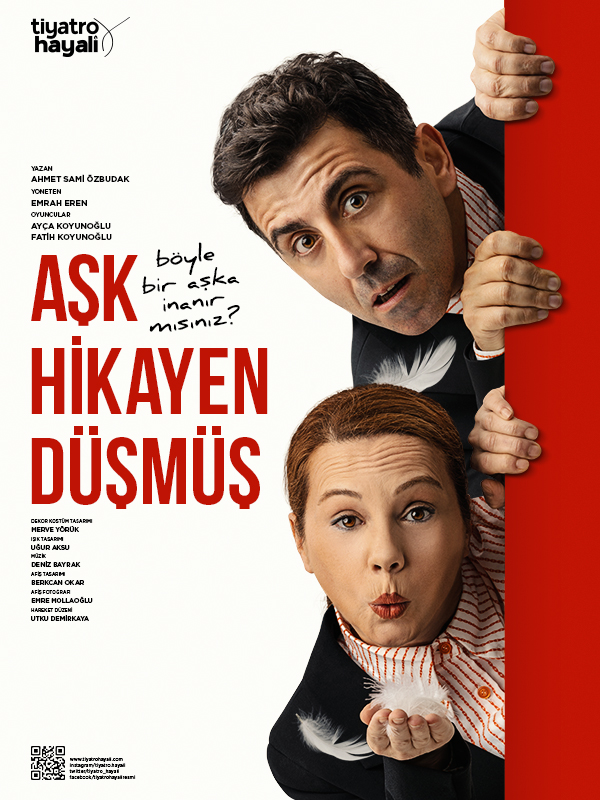 tiyatro
hayali
YAZAN
AHMET SAMİ ÖZBUDAK
YÖNETEN
EMRAH EREN
OYUNCULAR
AYÇA KOYUNOĞLU
FATİH KOYUNOĞLU
AŞK
böyle
bir aşka
inanır
mısınız?
HİKAYEN
DÜŞMÜŞ
DEKOR KOSTÜM TASARIMI
MERVE YÖRÜK
IŞIK TASARIMI
UĞUR AKSU
MÜZİK
DENİZ BAYRAK
AFİŞ TASARIMI
BERKCAN OKAR
AFİŞ FOTOĞRAF
EMRE MOLLAOĞLU
HAREKET DÜZENİ
UTKU DEMİRKAYA
www.tiyatrohayali.com
instagram/tiyatro.hayali
twitter/tiyatro_hayali
facebook/tiyatrohayaliresmi